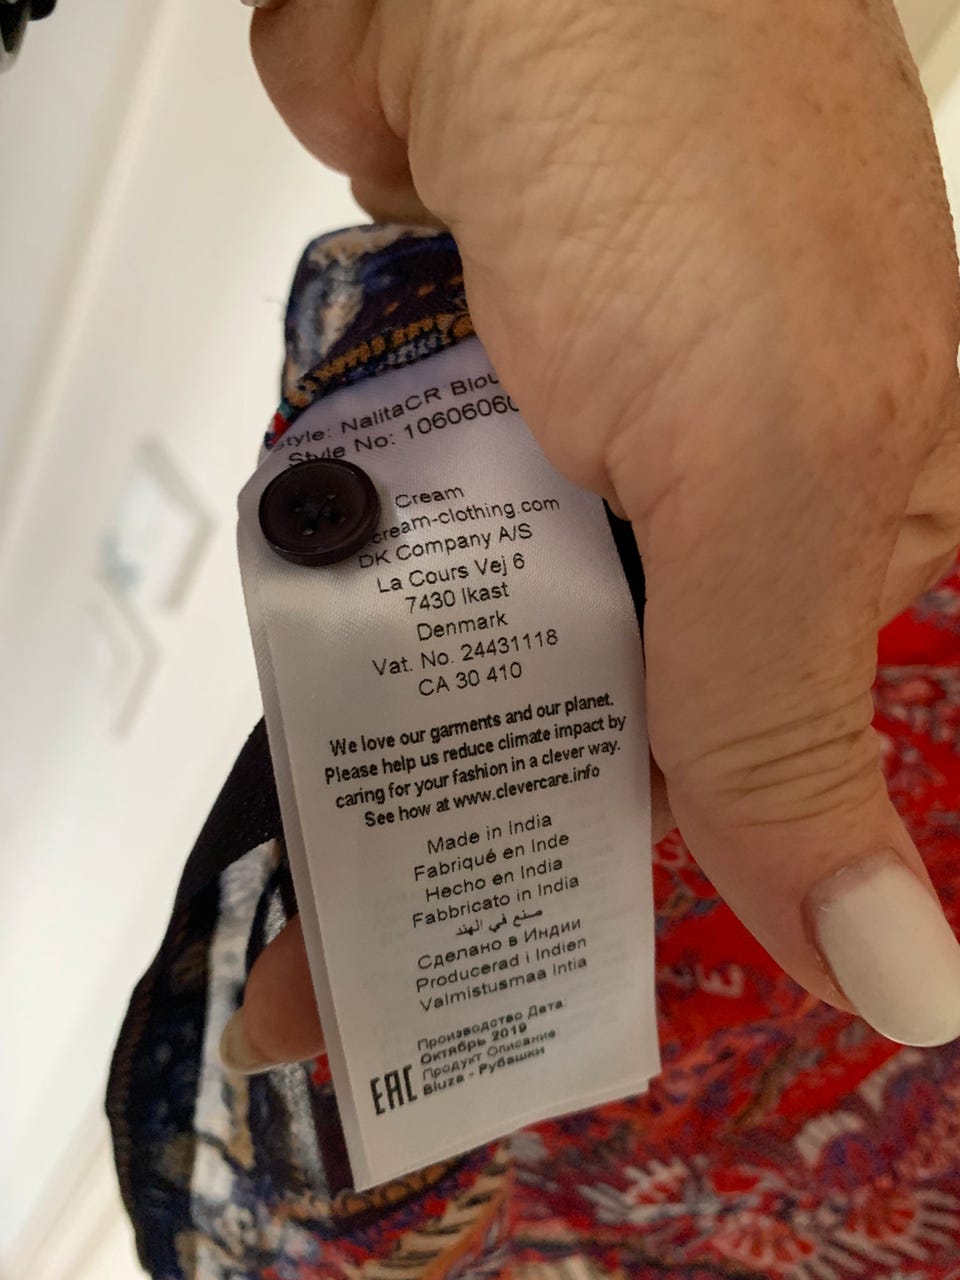 Style: NalitaCR
Style No:
Cream
cream-clothing.com
DK Company A/S
La Cours Vej 6
7430 Ikast
Denmark
Vat. No. 24431118
CA 30 410
We love our garments and our planet.
Please help us reduce climate impact by
caring for your fashion in a clever way.
See how at www.clevercare.info
Made in India
Fabriqué en Inde
Hecho en India
Fabbricato in India
صنع في الهند
Сделано в Индии
Producerad i Indien
Valmistusmaa Intia
Производство Дата:
Октябрь 2019
Продукт Описание
EAC Bluza - Рубашки